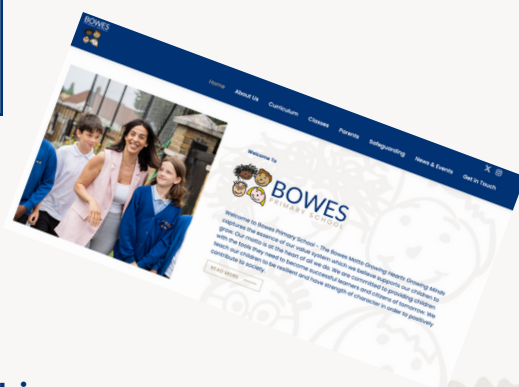 BOWES
Home About Us Curriculum Classes Parents Safeguarding News & Events Get in Touch
Welcome To
BOWES
PRIMARY SCHOOL
Welcome to Bowes Primary School - The Bowes Motto Growing Hearts Growing Minds
captures the essence of our value system which we believe supports our children to
grow. Our motto is at the heart of all we do. We are committed to providing children
with the tools they need to become successful learners and citizens of tomorrow. We
teach our children to be resilient and have strength of character in order to positively
contribute to society.
READ MORE